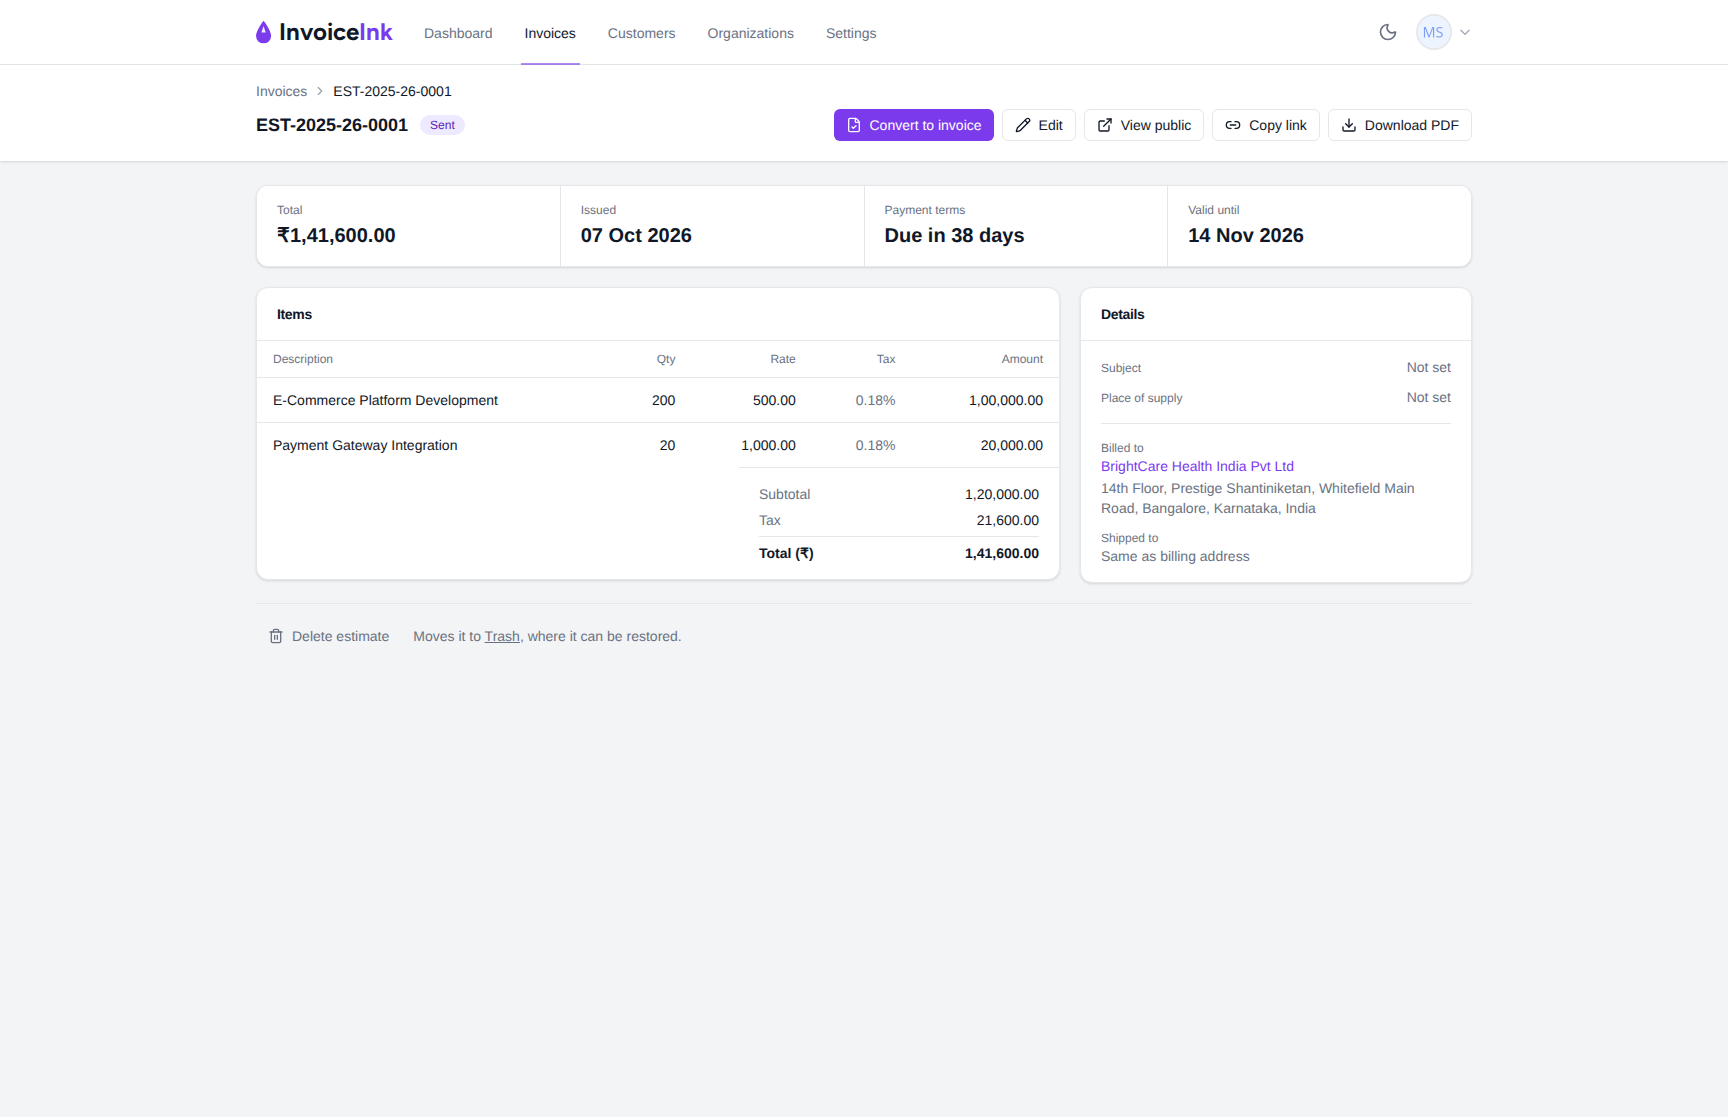 InvoiceInk
Dashboard
Invoices
Customers
Organizations
Settings
MS
Invoices
EST-2025-26-0001
EST-2025-26-0001
Sent
Convert to invoice
Edit
View public
Copy link
Download PDF
Total
₹1,41,600.00
Issued
07 Oct 2026
Payment terms
Due in 38 days
Valid until
14 Nov 2026
Items
Description Qty Rate Tax Amount
E-Commerce Platform Development 200 500.00 0.18% 1,00,000.00
Payment Gateway Integration 20 1,000.00 0.18% 20,000.00
Subtotal 1,20,000.00
Tax 21,600.00
Total (₹) 1,41,600.00
Details
Subject Not set
Place of supply Not set
Billed to
BrightCare Health India Pvt Ltd
14th Floor, Prestige Shantiniketan, Whitefield Main
Road, Bangalore, Karnataka, India
Shipped to
Same as billing address
Delete estimate
Moves it to Trash, where it can be restored.